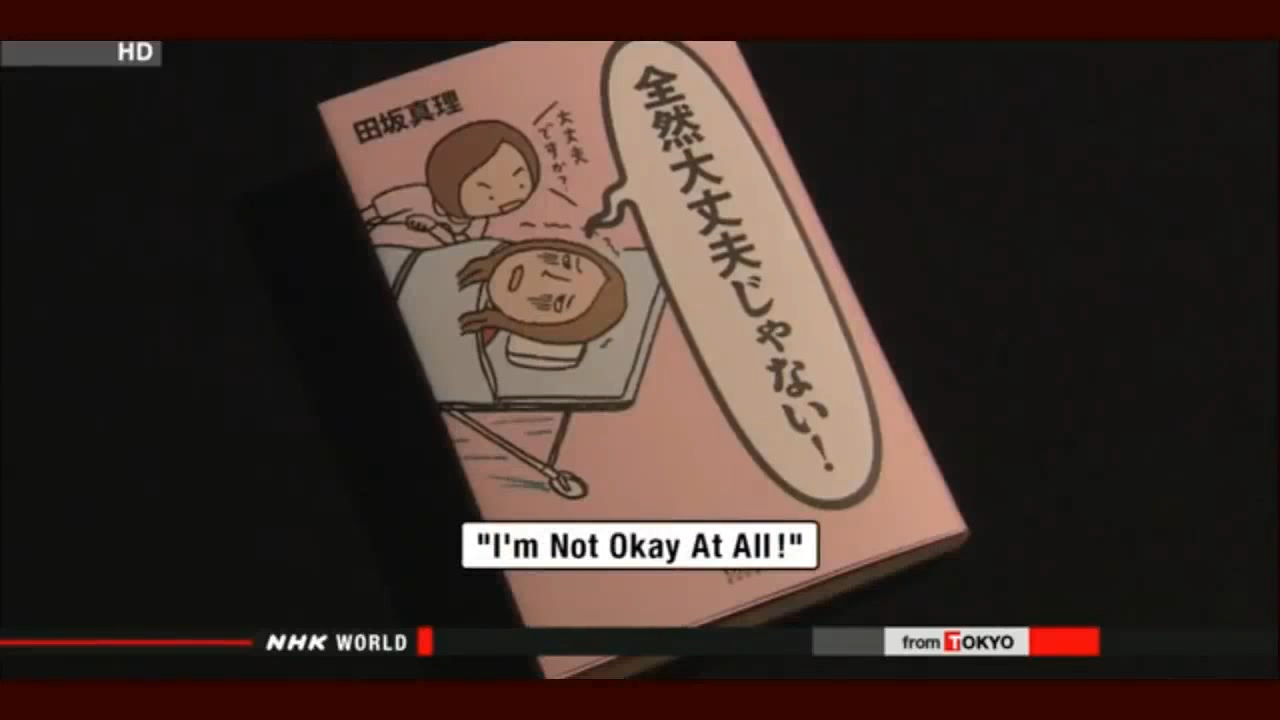 HD
田坂真理
大丈夫
ですか?
全然大丈夫じゃない!
"I'm Not Okay At All!"
NHK WORLD
from TOKYO